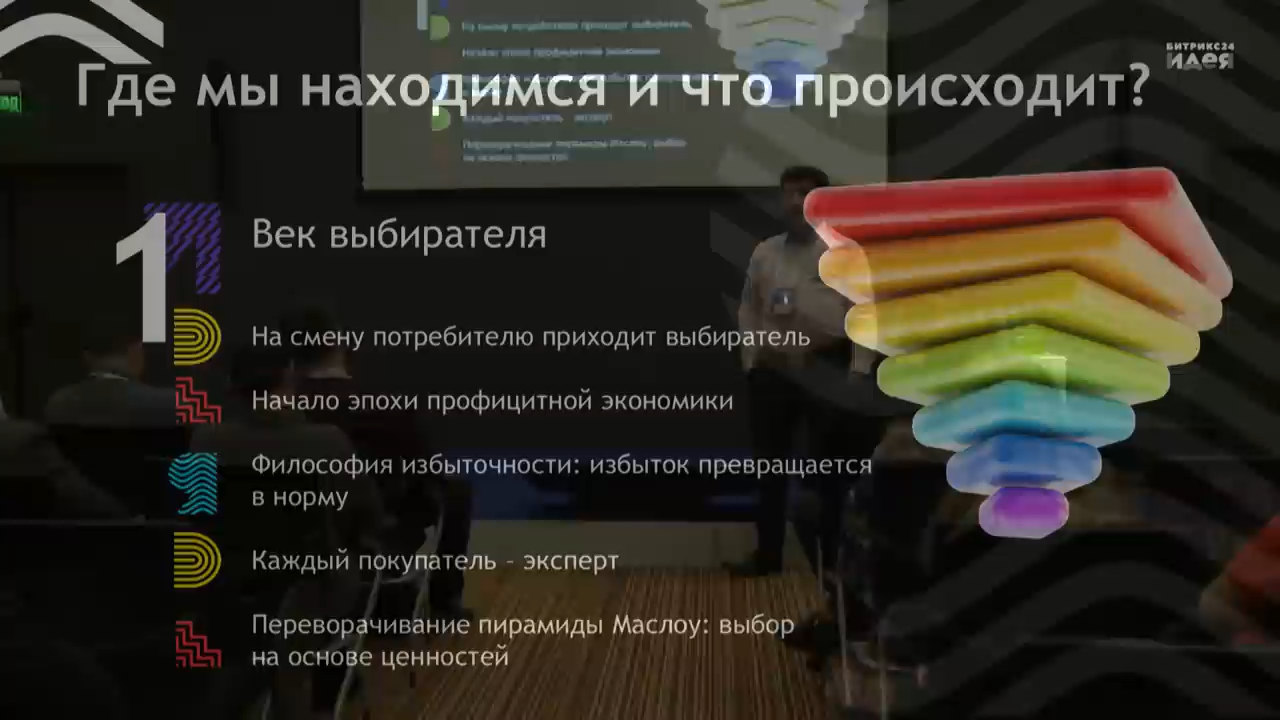 БИТРИКС24
идея
Где мы находимся и что происходит?
1
Век выбирателя
На смену потребителю приходит выбиратель
Начало эпохи профицитной экономики
Философия избыточности: избыток превращается
в норму
Каждый покупатель - эксперт
Переворачивание пирамиды Маслоу: выбор
на основе ценностей